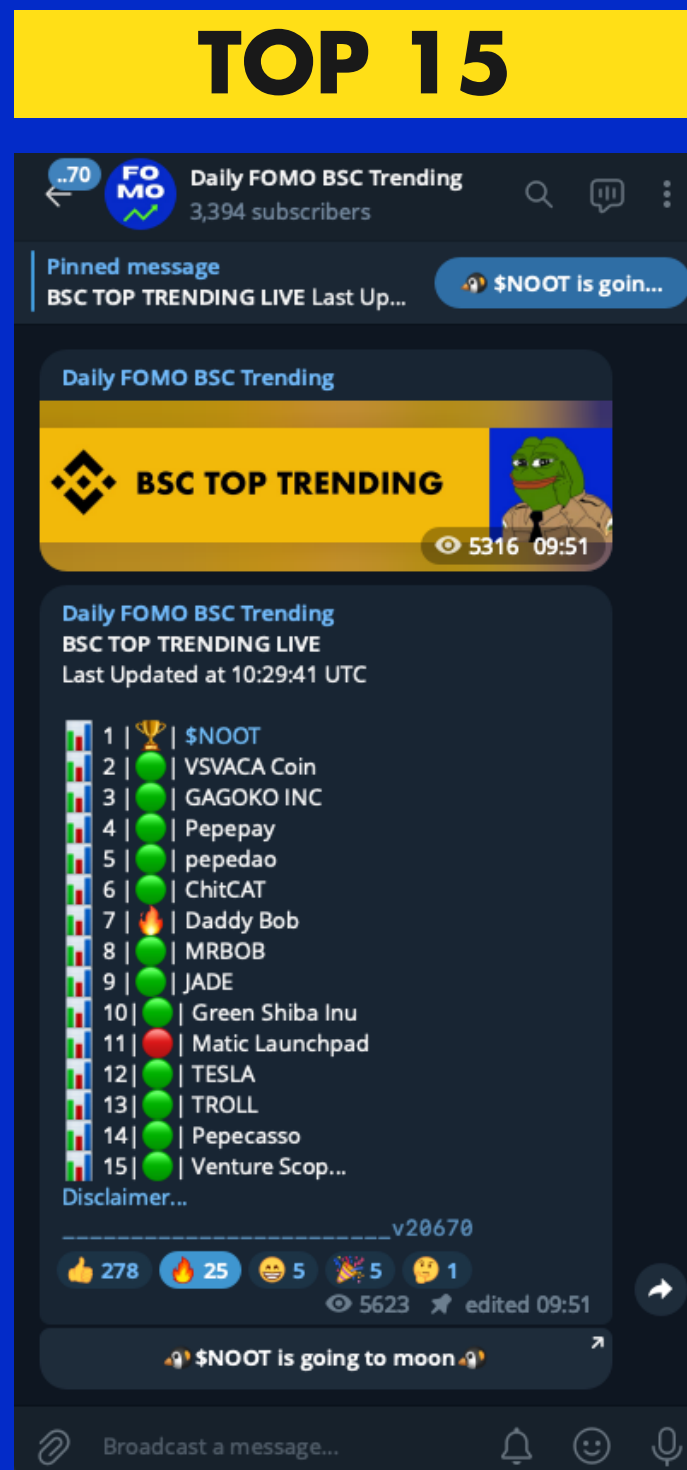 TOP 15
..70
FO
MO
Daily FOMO BSC Trending
3,394 subscribers
Pinned message
BSC TOP TRENDING LIVE Last Up...
$NOOT is goin...
Daily FOMO BSC Trending
BSC TOP TRENDING
5316 09:51
Daily FOMO BSC Trending
BSC TOP TRENDING LIVE
Last Updated at 10:29:41 UTC
📊 1 |🏆| $NOOT
📊 2 |🟢| VSVACA Coin
📊 3 |🟢| GAGOKO INC
📊 4 |🟢| Pepepay
📊 5 |🟢| pepedao
📊 6 |🟢| ChitCAT
📊 7 |🔥| Daddy Bob
📊 8 |🟢| MRBOB
📊 9 |🟢| JADE
📊 10|🟢| Green Shiba Inu
📊 11|🔴| Matic Launchpad
📊 12|🟢| TESLA
📊 13|🟢| TROLL
📊 14|🟢| Pepecasso
📊 15|🟢| Venture Scop...
Disclaimer...
________________________v20670
👍 278 🔥 25 😁 5 🎉 5 🤔 1
5623 edited 09:51
$NOOT is going to moon
Broadcast a message...